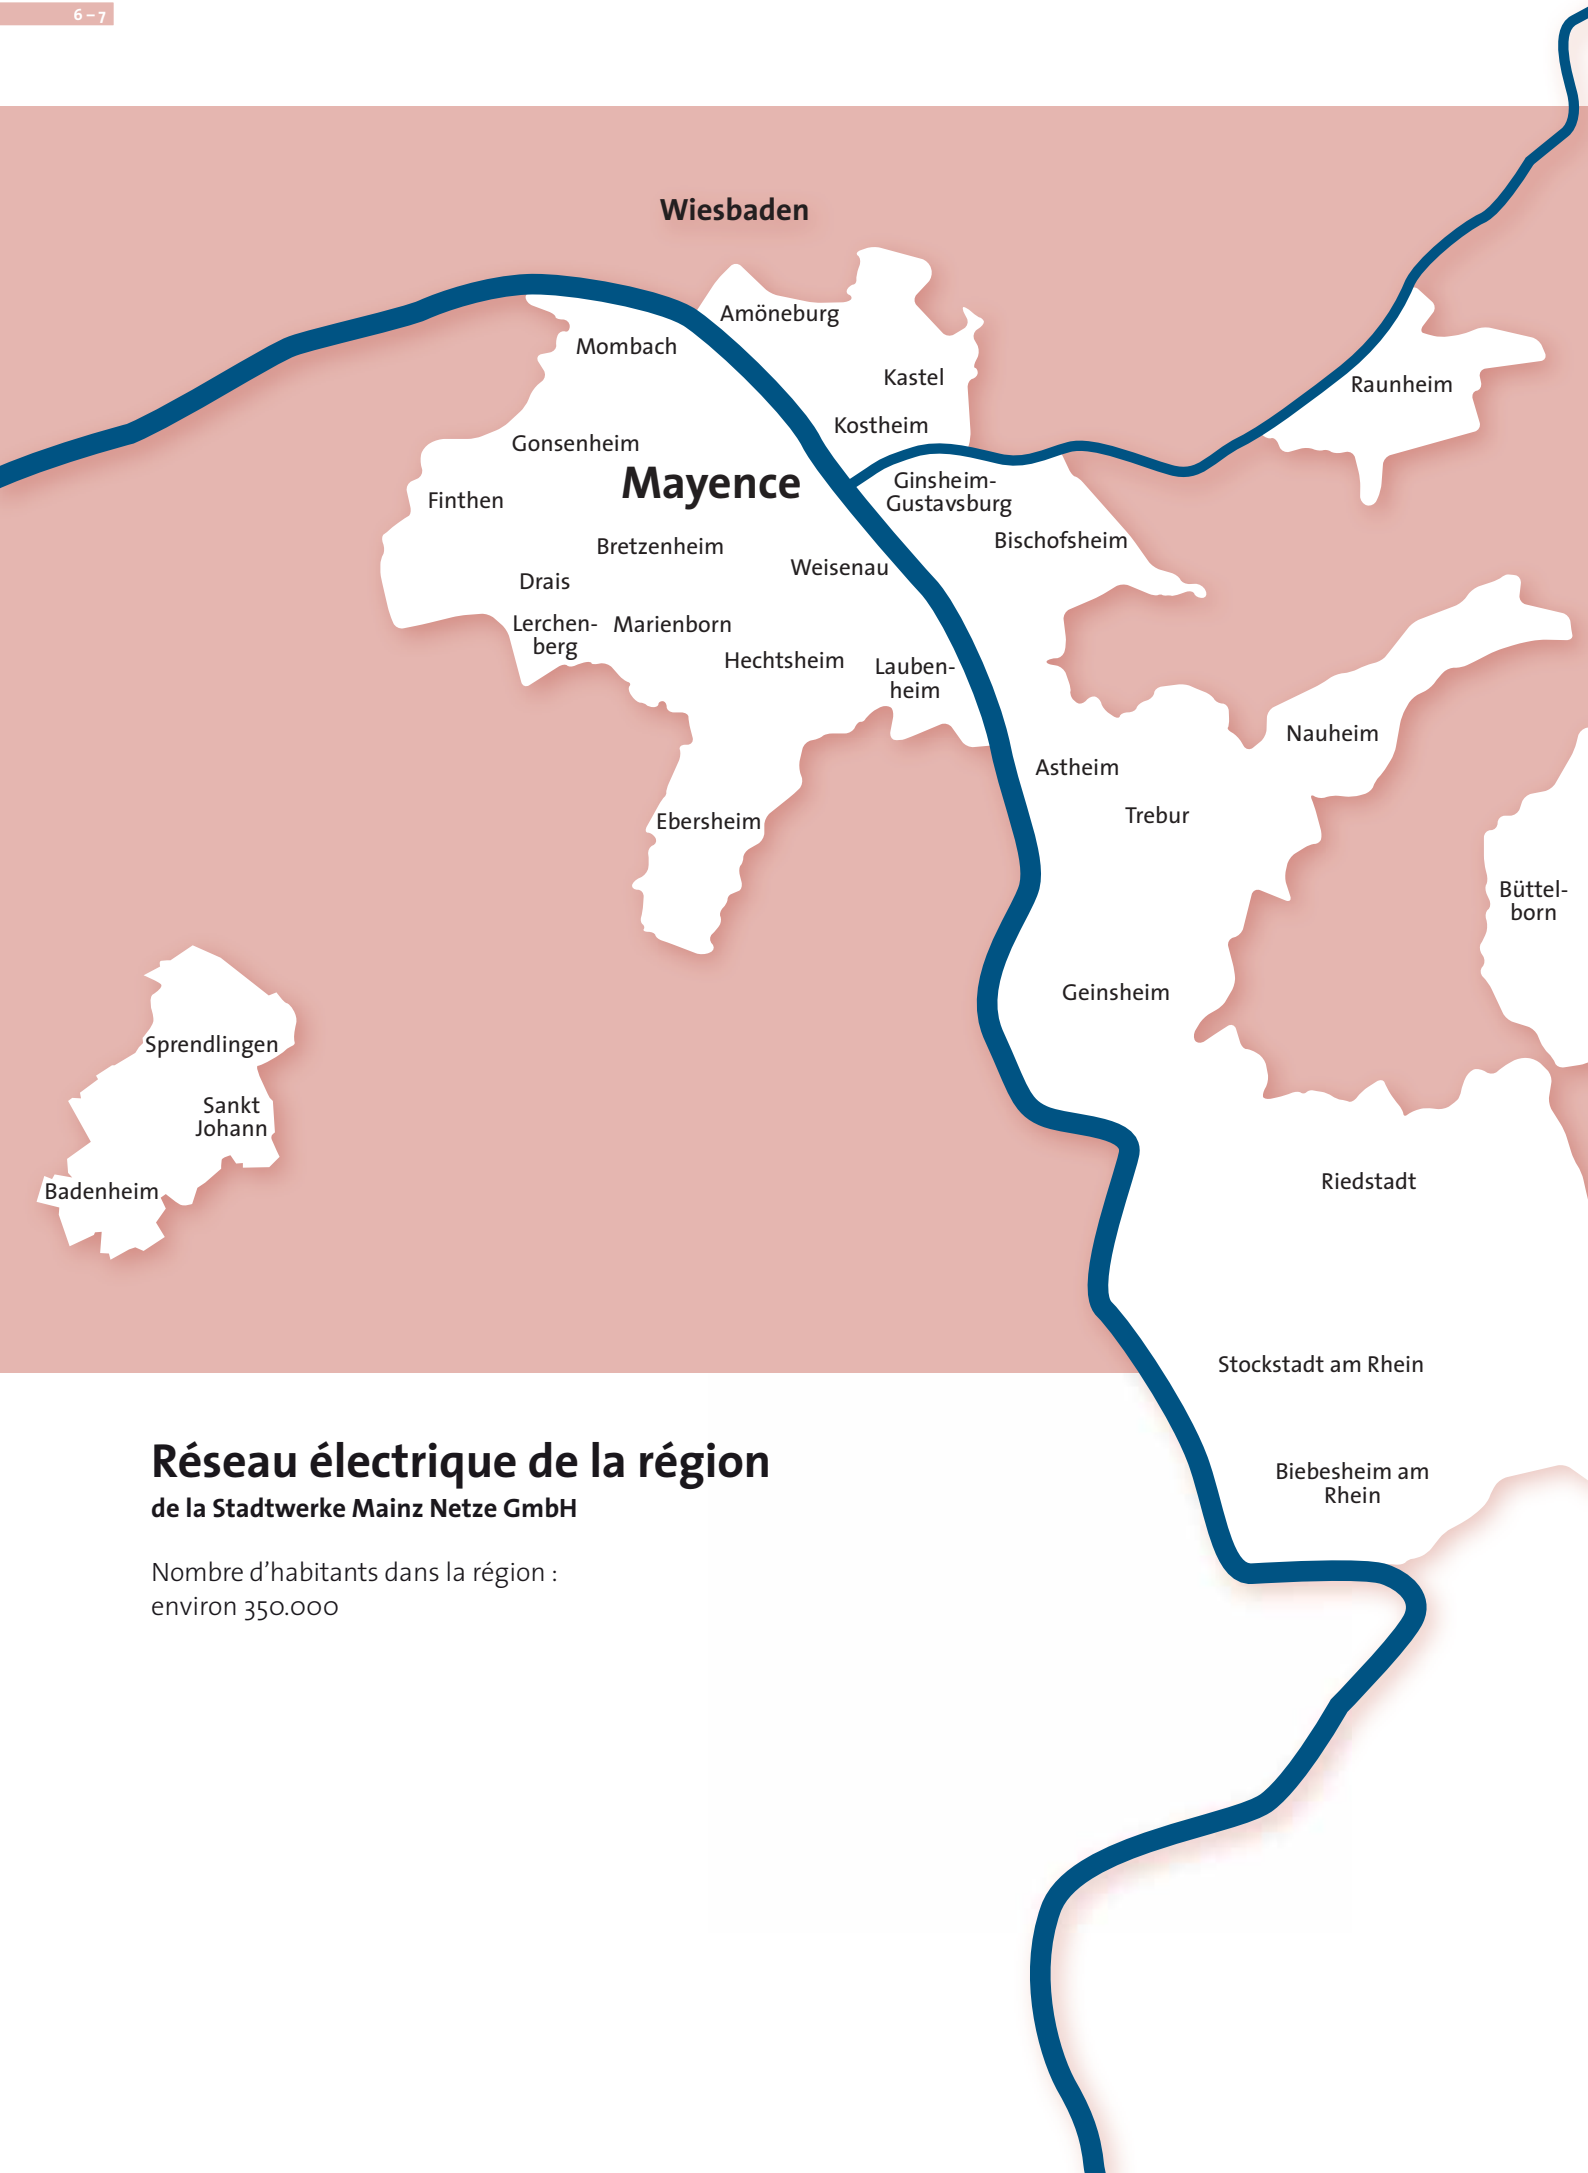 6 – 7
Wiesbaden
Amöneburg
Mombach
Kastel
Raunheim
Kostheim
Gonsenheim
Mayence
Ginsheim-
Gustavsburg
Finthen
Bischofsheim
Bretzenheim
Weisenau
Drais
Lerchen-
berg
Marienborn
Hechtsheim
Lauben-
heim
Nauheim
Astheim
Trebur
Ebersheim
Büttel-
born
Geinsheim
Sprendlingen
Sankt
Johann
Badenheim
Riedstadt
Stockstadt am Rhein
Biebesheim am
Rhein
Réseau électrique de la région
de la Stadtwerke Mainz Netze GmbH
Nombre d’habitants dans la région :
environ 350.000